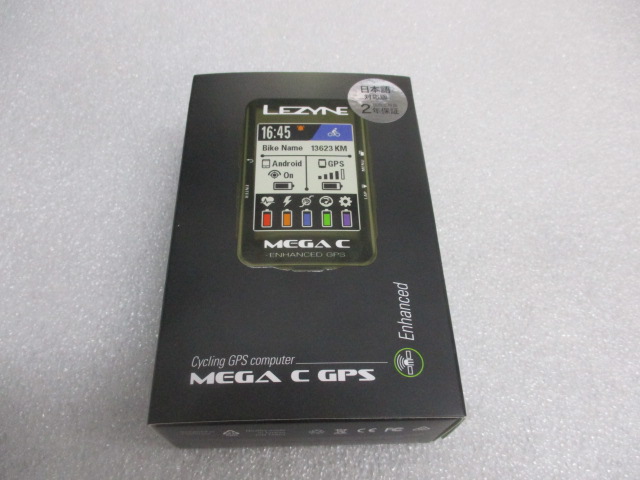 日本語
対応版
2年保証
LEZYNE
16:45
Bike Name 13623 KM
Android GPS
On
MEGA C
ENHANCED GPS
Enhanced
Cycling GPS computer
MEGA C GPS